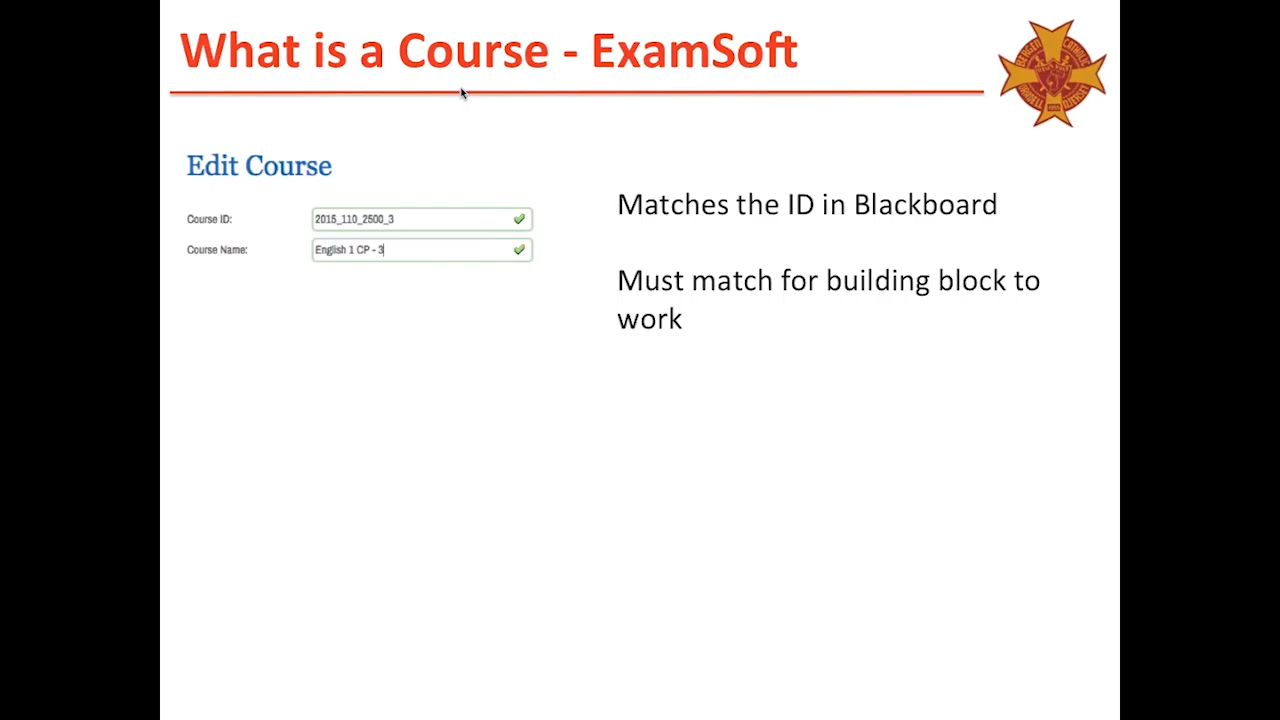 What is a Course - ExamSoft
Edit Course
Course ID: 2015_110_2500_3
Course Name: English 1 CP - 3
Matches the ID in Blackboard
Must match for building block to
work